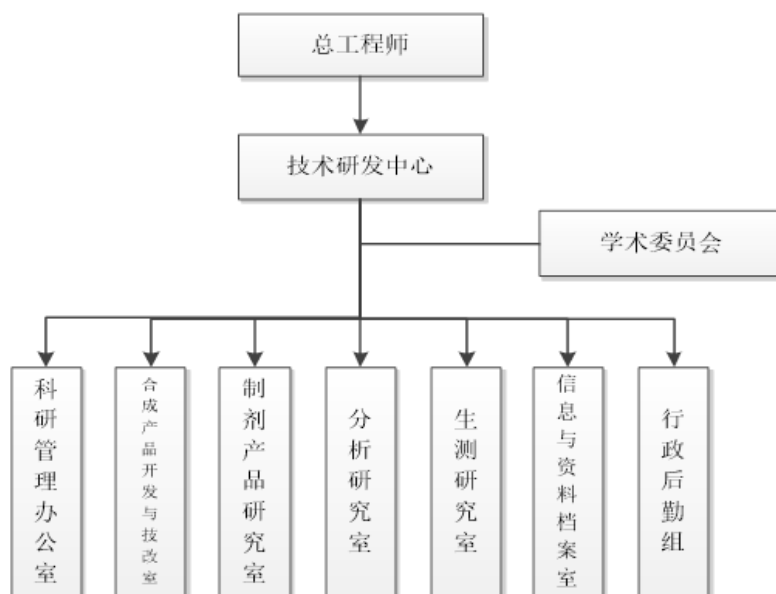 总工程师
技术研发中心
学术委员会
科研管理办公室
合成产品开发与技改室
制剂产品研究室
分析研究室
生测研究室
信息与资料档案室
行政后勤组